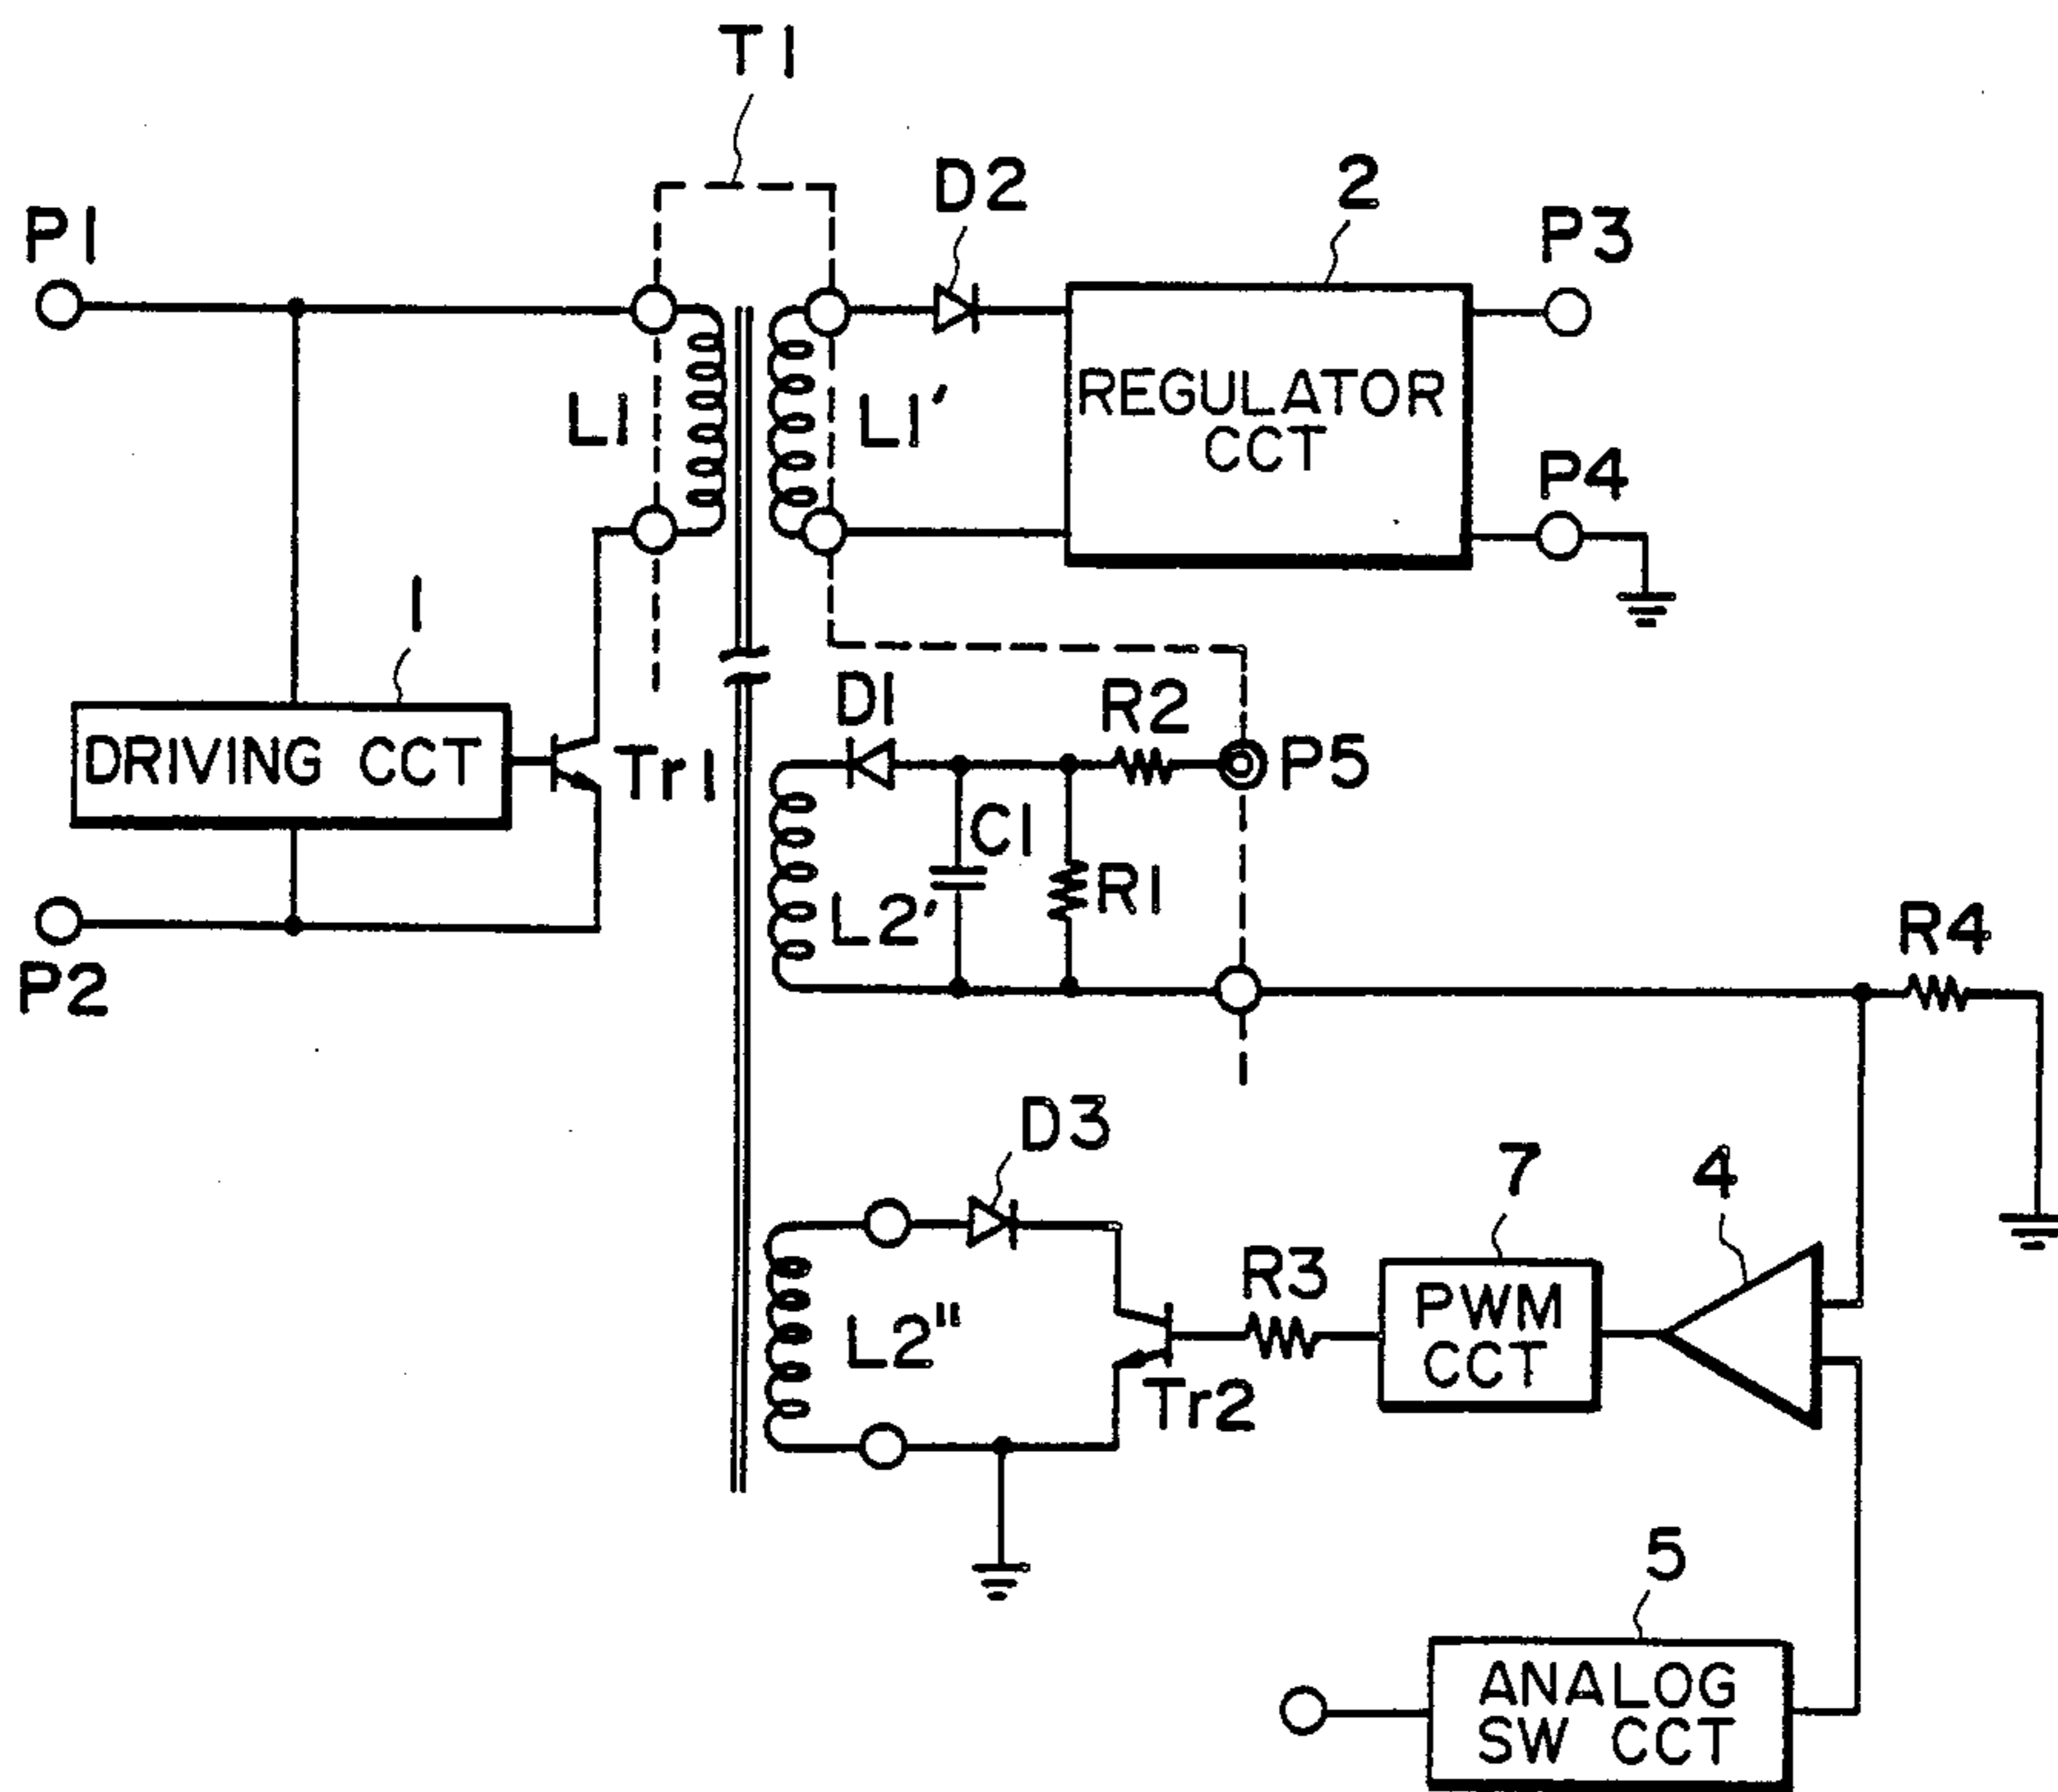 T1
D2
2
P1
P3
L1
L1'
REGULATOR
CCT
P4
1
D1
R2
DRIVING CCT
Tr1
P5
C1
R1
L2'
R4
P2
D3
7
4
R3
PWM
CCT
L2"
Tr2
5
ANALOG
SW CCT